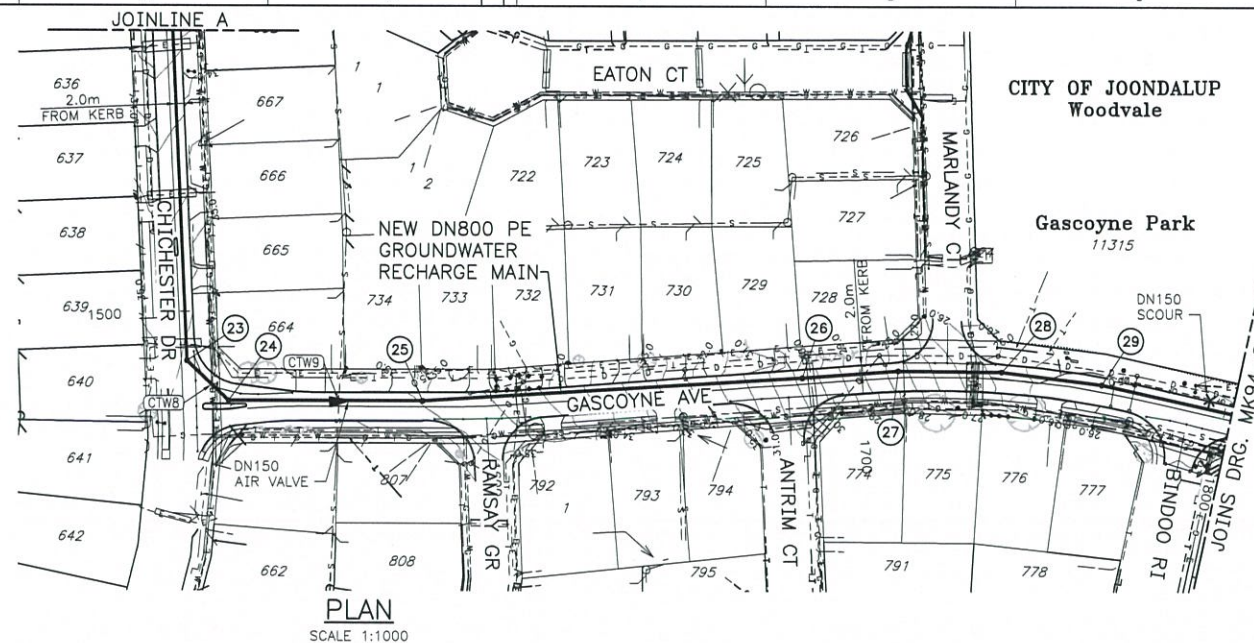 JOINLINE A
636
2.0m
FROM KERB
637
638
639
1500
640
641
642
CHICHESTER DR
667
666
665
664
1
1
1
2
EATON CT
722
723
724
725
726
727
MARLANDY CT
CITY OF JOONDALUP
Woodvale
Gascoyne Park
11315
NEW DN800 PE
GROUNDWATER
RECHARGE MAIN
734
733
732
731
730
729
728
2.0m
FROM KERB
DN150
SCOUR
23
24
CTW9
25
26
28
29
CTW8
GASCOYNE AVE
27
DN150
AIR VALVE
807
RAMSAY GR
792
1
793
794
ANTRIM CT
1700
774
775
776
777
BINDOO RI
1800
JOINS DRG. MK94
662
808
795
791
778
PLAN
SCALE 1:1000